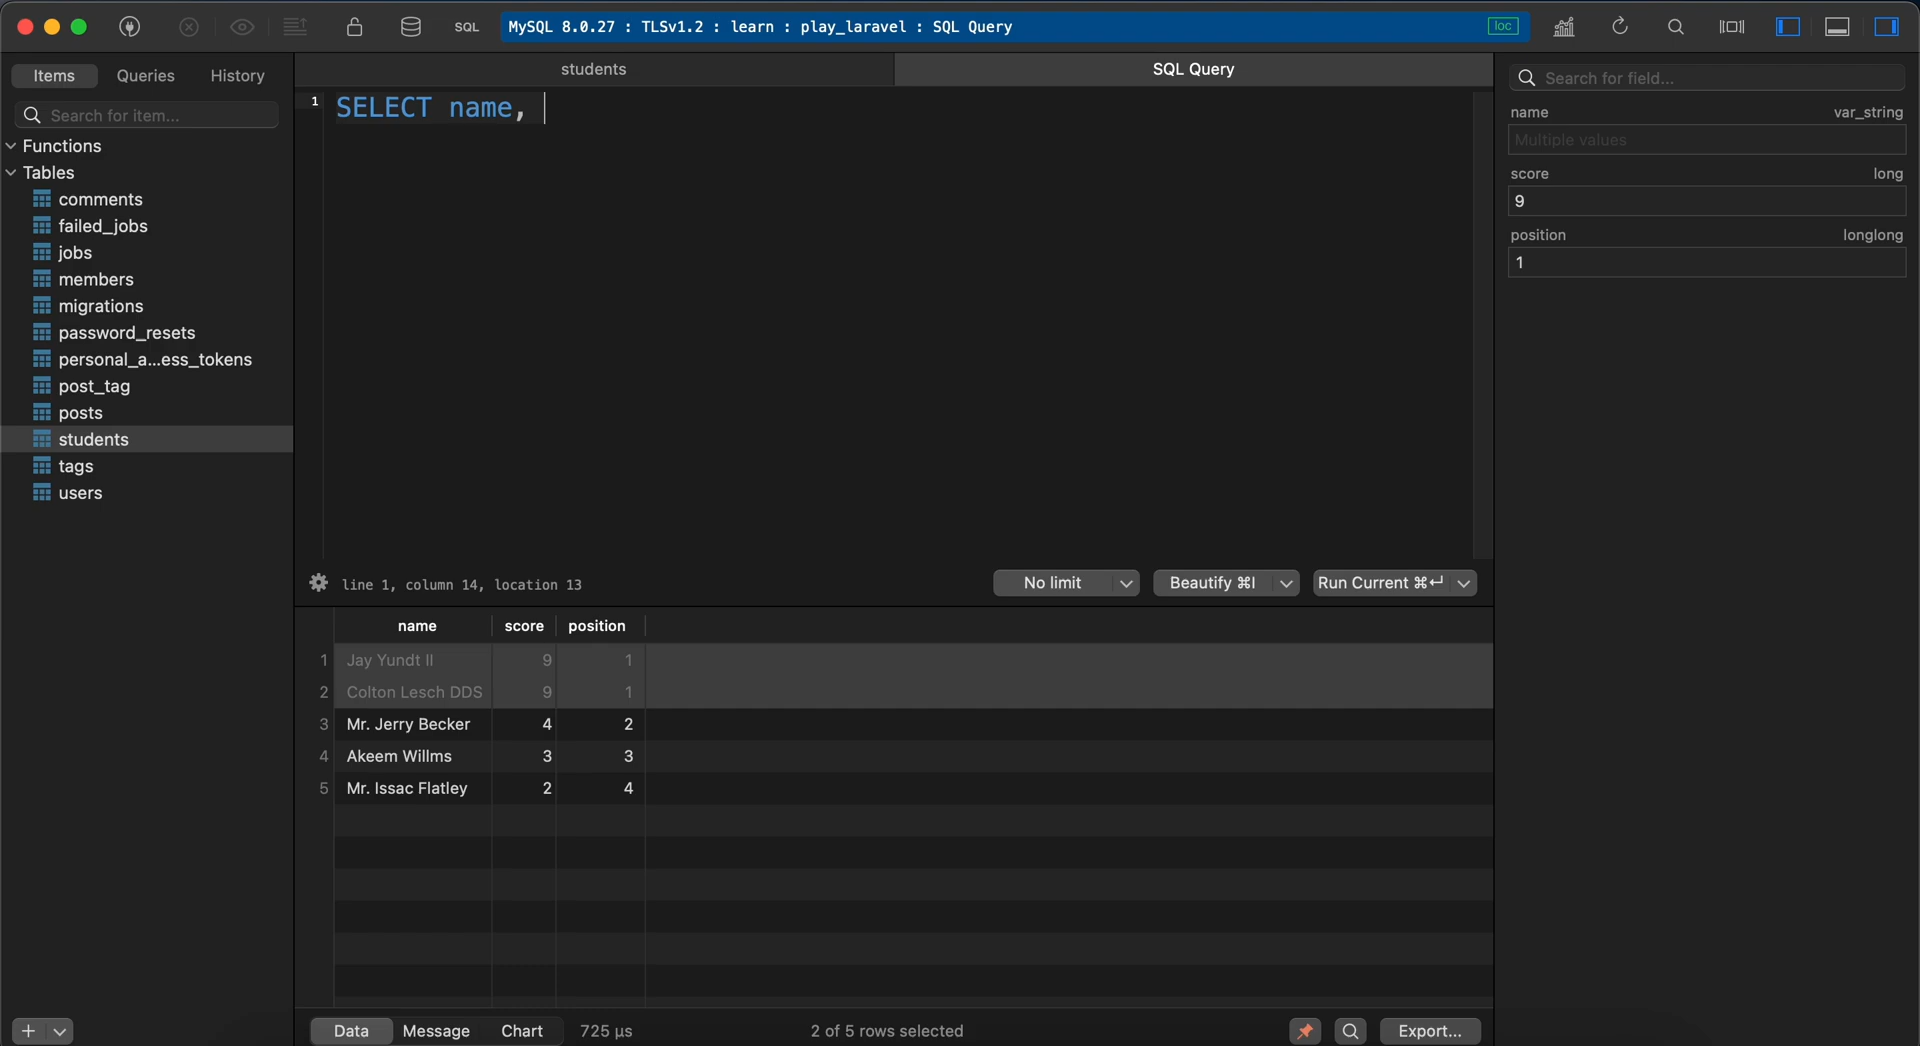 SQL
MySQL 8.0.27 : TLSv1.2 : learn : play_laravel : SQL Query
loc
Items
Queries
History
Search for item...
Functions
Tables
comments
failed_jobs
jobs
members
migrations
password_resets
personal_a...ess_tokens
post_tag
posts
students
tags
users
students
SQL Query
1 SELECT name,
line 1, column 14, location 13
No limit
Beautify ⌘I
Run Current ⌘↵
name score position
1 Jay Yundt II 9 1
2 Colton Lesch DDS 9 1
3 Mr. Jerry Becker 4 2
4 Akeem Willms 3 3
5 Mr. Issac Flatley 2 4
Data
Message
Chart
725 µs
2 of 5 rows selected
Export...
Search for field...
name var_string
Multiple values
score long
9
position longlong
1